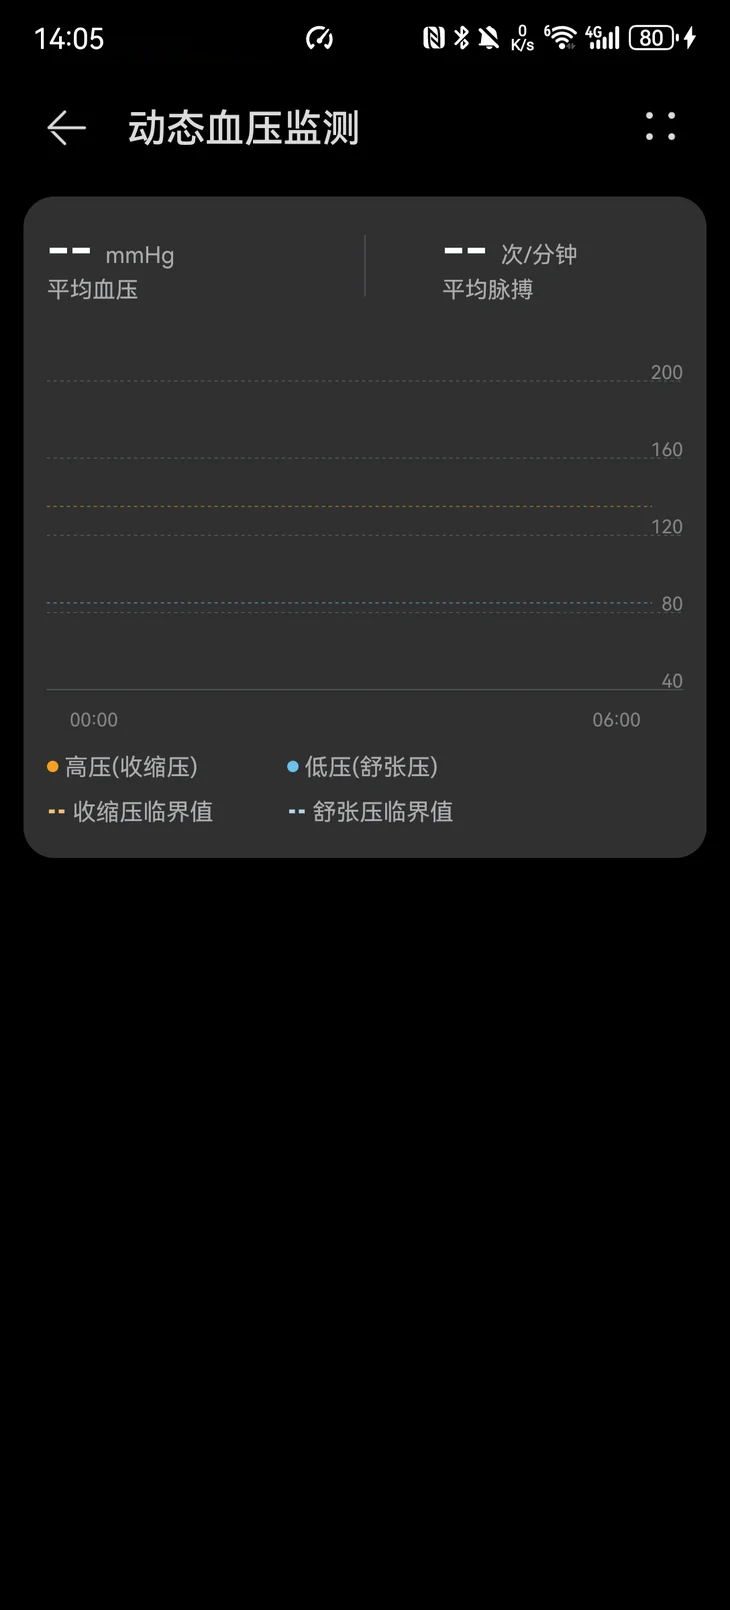 14:05
0 K/s 6 4G 80
动态血压监测
-- mmHg
平均血压
-- 次/分钟
平均脉搏
200
160
120
80
40
00:00 06:00
高压(收缩压) 低压(舒张压)
收缩压临界值 舒张压临界值